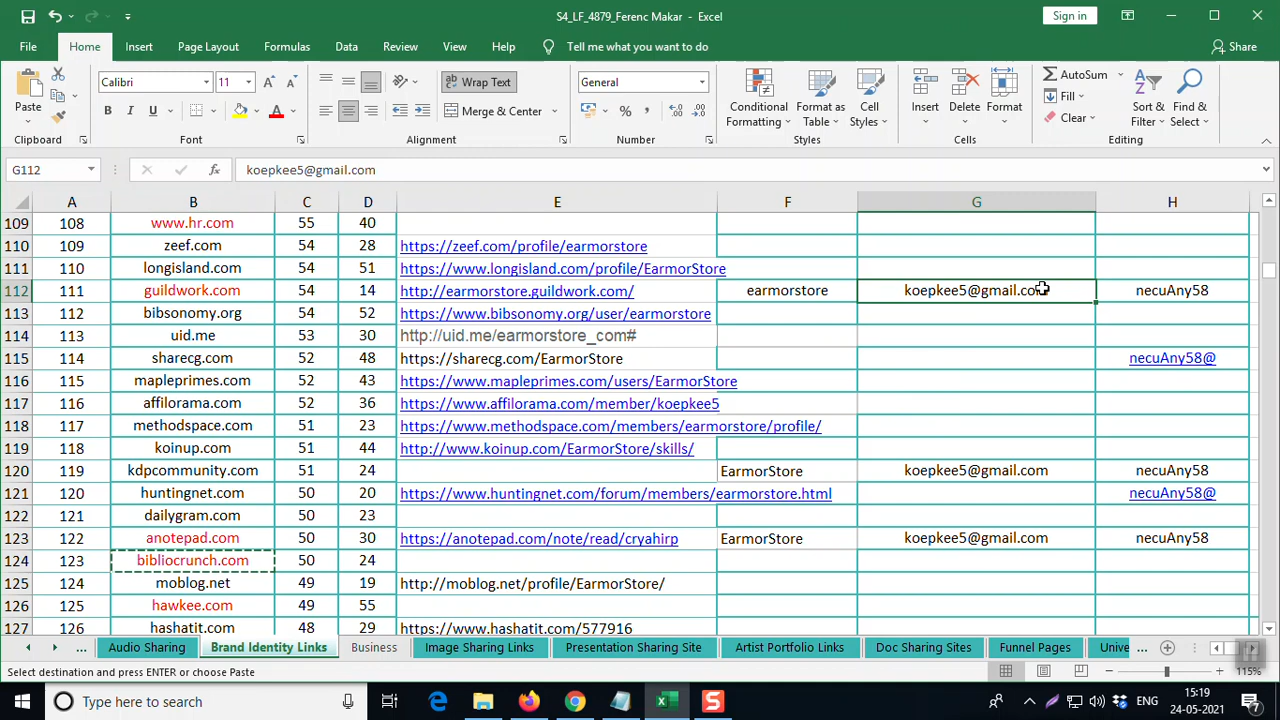 S4_LF_4879_Ferenc Makar - Excel
Sign in
File Home Insert Page Layout Formulas Data Review View Help Tell me what you want to do Share
Paste
Calibri 11
B I U A
Wrap Text
Merge & Center
General
% ,
Conditional Formatting Format as Table Cell Styles
Insert Delete Format
AutoSum
Fill
Clear
Sort & Filter Find & Select
Clipboard Font Alignment Number Styles Cells Editing
G112 fx koepkee5@gmail.com
A B C D E F G H
109 108 www.hr.com 55 40
110 109 zeef.com 54 28 https://zeef.com/profile/earmorstore
111 110 longisland.com 54 51 https://www.longisland.com/profile/EarmorStore
112 111 guildwork.com 54 14 http://earmorstore.guildwork.com/ earmorstore koepkee5@gmail.com necuAny58
113 112 bibsonomy.org 54 52 https://www.bibsonomy.org/user/earmorstore
114 113 uid.me 53 30 http://uid.me/earmorstore_com#
115 114 sharecg.com 52 48 https://sharecg.com/EarmorStore necuAny58@
116 115 mapleprimes.com 52 43 https://www.mapleprimes.com/users/EarmorStore
117 116 affilorama.com 52 36 https://www.affilorama.com/member/koepkee5
118 117 methodspace.com 51 23 http://www.methodspace.com/members/earmorstore/profile/
119 118 koinup.com 51 44 http://www.koinup.com/EarmorStore/skills/
120 119 kdpcommunity.com 51 24 EarmorStore koepkee5@gmail.com necuAny58
121 120 huntingnet.com 50 20 https://www.huntingnet.com/forum/members/earmorstore.html necuAny58@
122 121 dailygram.com 50 23
123 122 anotepad.com 50 30 https://anotepad.com/note/read/cryahirp EarmorStore koepkee5@gmail.com necuAny58
124 123 bibliocrunch.com 50 24
125 124 moblog.net 49 19 http://moblog.net/profile/EarmorStore/
126 125 hawkee.com 49 55
127 126 hashatit.com 48 29 https://www.hashatit.com/577916
... Audio Sharing Brand Identity Links Business Image Sharing Links Presentation Sharing Site Artist Portfolio Links Doc Sharing Sites Funnel Pages Unive ...
Select destination and press ENTER or choose Paste 115%
Type here to search ENG 15:19
24-05-2021 7